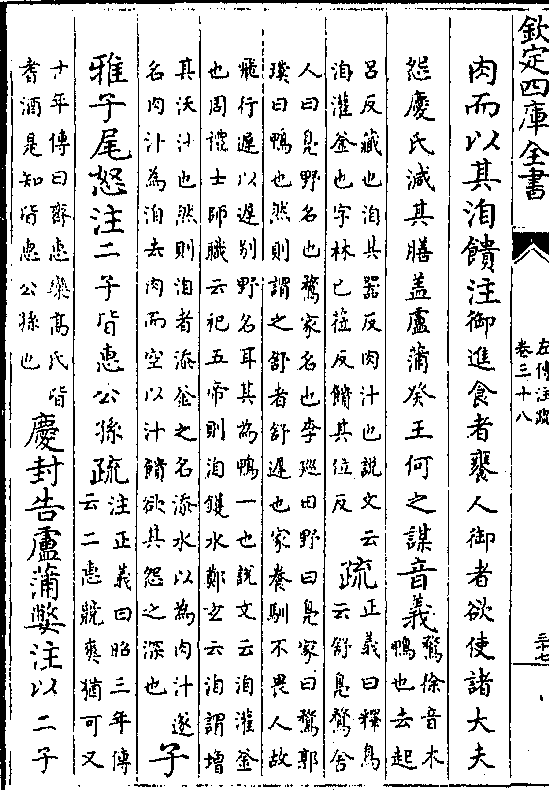 欽定四庫全書
左傳注疏
卷三十八
三十七
肉而以其洎饋注御進食者饔人御者欲使諸大夫
怨慶氏減其膳盖盧蒲癸王何之謀音義
鶩徐音木
鴨也去起
呂反藏也洎其器反肉汁也說文云
洎灌釜也字林已蒞反饋其位反
疏
正義曰釋鳥
云舒鳧鶩舍
人曰鳧野名也鶩家名也李廵曰野曰鳧家曰鶩郭
璞曰鴨也然則謂之舒者舒遲也家養馴不畏人故
飛行遲以遲别野名耳其為鴨一也說文云洎灌釜
也周禮士師職云祀五帝則洎鑊水鄭玄云洎謂增
其沃汁也然則洎者添釜之名添水以為肉汁遂
名肉汁為洎去肉而空以汁饋欲其怨之深也
子
雅子尾怒注二子皆惠公孫疏
注正義曰昭三年傳
云二惠競爽猶可又
十年傳曰齊惠欒髙氏皆
耆酒是知皆惠公孫也
慶封告盧蒲嫳注以二子